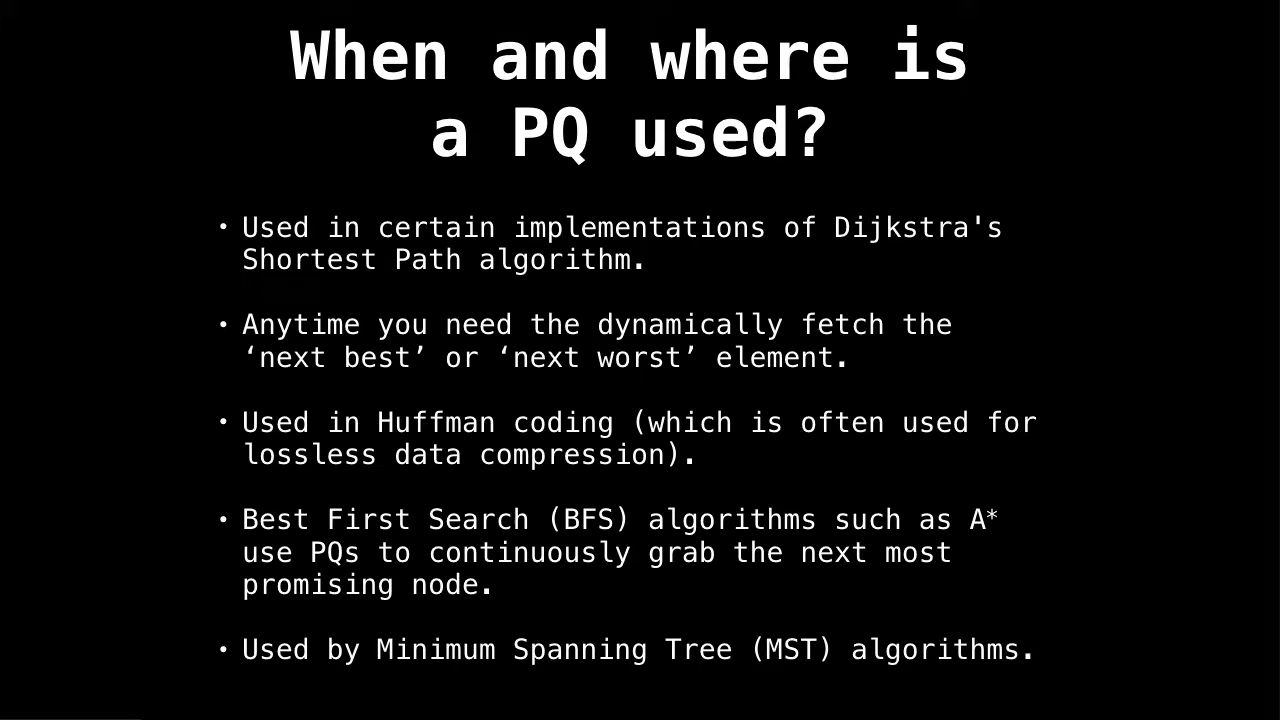 When and where is
a PQ used?
• Used in certain implementations of Dijkstra's
Shortest Path algorithm.
• Anytime you need the dynamically fetch the
‘next best’ or ‘next worst’ element.
• Used in Huffman coding (which is often used for
lossless data compression).
• Best First Search (BFS) algorithms such as A*
use PQs to continuously grab the next most
promising node.
• Used by Minimum Spanning Tree (MST) algorithms.